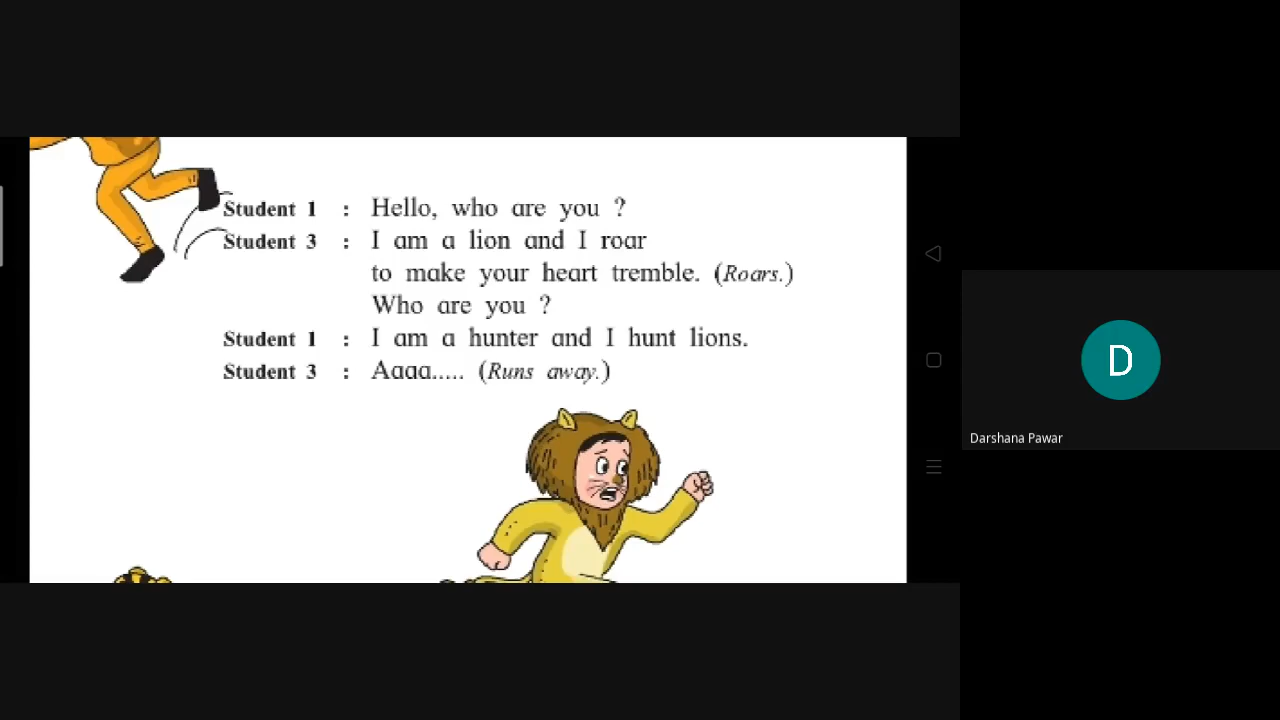 Student 1 : Hello, who are you ?
Student 3 : I am a lion and I roar
to make your heart tremble. (Roars.)
Who are you ?
Student 1 : I am a hunter and I hunt lions.
Student 3 : Aaaa..... (Runs away.)
D
Darshana Pawar